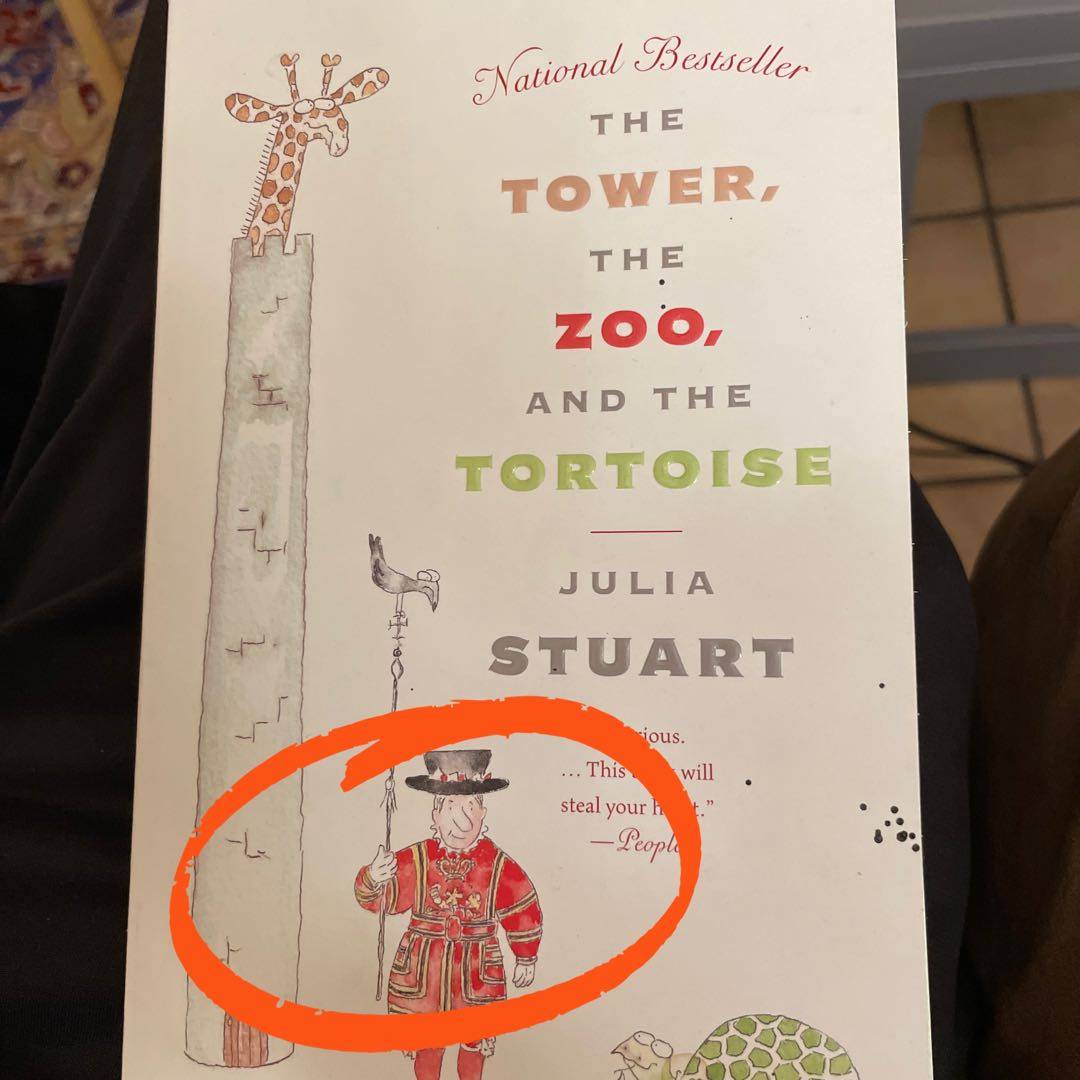 National Bestseller
THE
TOWER,
THE
ZOO,
AND THE
TORTOISE
JULIA
STUART
... This will
steal your
—People